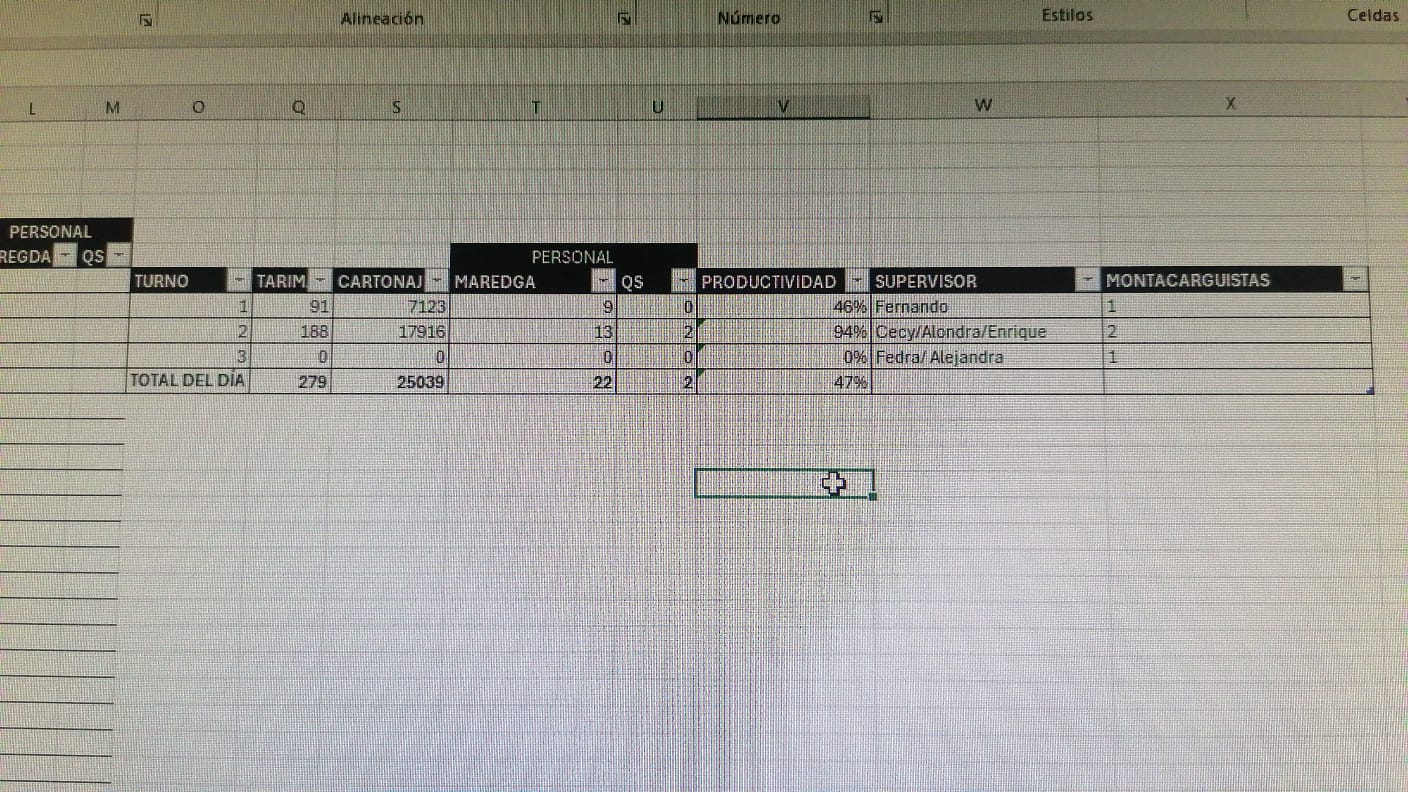 Alineación Número Estilos Celdas
L M O Q S T U V W X
PERSONAL
REGDA QS PERSONAL
TURNO TARIM CARTONAJ MAREDGA QS PRODUCTIVIDAD SUPERVISOR MONTACARGUISTAS
1 91 7123 9 0 46% Fernando 1
2 188 17916 13 2 94% Cecy/Alondra/Enrique 2
3 0 0 0 0 0% Fedra/ Alejandra 1
TOTAL DEL DÍA 279 25039 22 2 47%